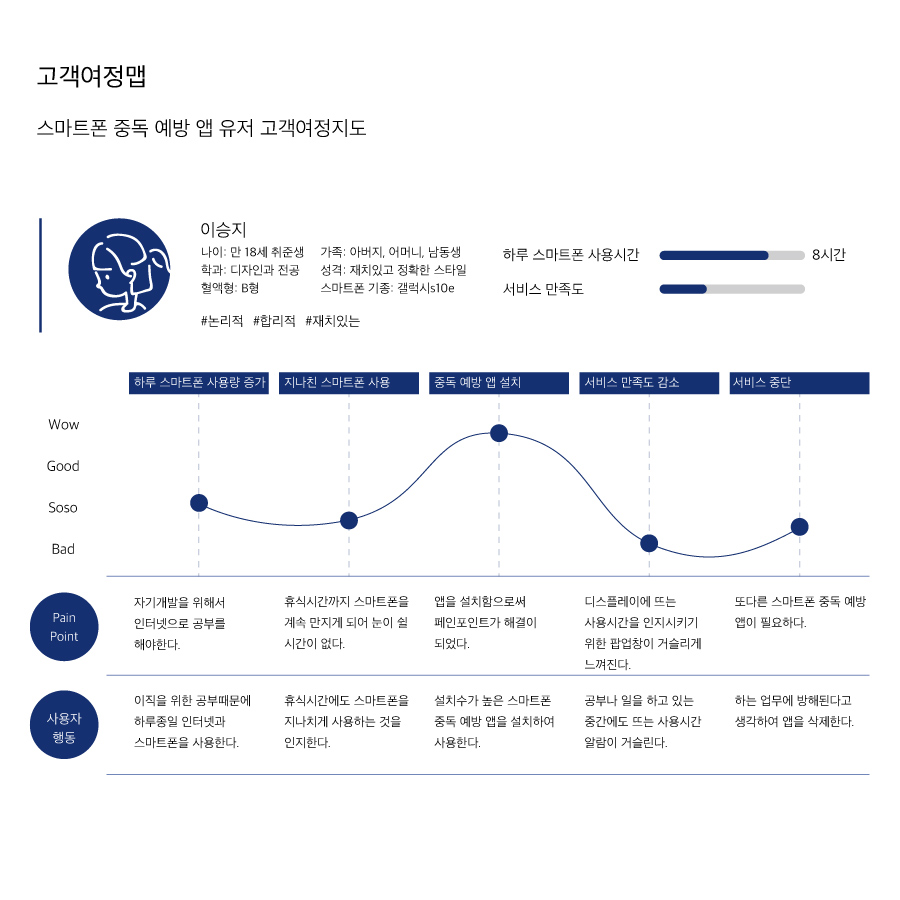 고객여정맵
스마트폰 중독 예방 앱 유저 고객여정지도
이승지
나이: 만 18세 취준생
학과: 디자인과 전공
혈액형: B형
가족: 아버지, 어머니, 남동생
성격: 재치있고 정확한 스타일
스마트폰 기종: 갤럭시s10e
#논리적 #합리적 #재치있는
하루 스마트폰 사용시간 8시간
서비스 만족도
하루 스마트폰 사용량 증가
지나친 스마트폰 사용
중독 예방 앱 설치
서비스 만족도 감소
서비스 중단
Wow
Good
Soso
Bad
Pain
Point
자기개발을 위해서
인터넷으로 공부를
해야한다.
휴식시간까지 스마트폰을
계속 만지게 되어 눈이 쉴
시간이 없다.
앱을 설치함으로써
페인포인트가 해결이
되었다.
디스플레이에 뜨는
사용시간을 인지시키기
위한 팝업창이 거슬리게
느껴진다.
또다른 스마트폰 중독 예방
앱이 필요하다.
사용자
행동
이직을 위한 공부때문에
하루종일 인터넷과
스마트폰을 사용한다.
휴식시간에도 스마트폰을
지나치게 사용하는 것을
인지한다.
설치수가 높은 스마트폰
중독 예방 앱을 설치하여
사용한다.
공부나 일을 하고 있는
중간에도 뜨는 사용시간
알람이 거슬린다.
하는 업무에 방해된다고
생각하여 앱을 삭제한다.